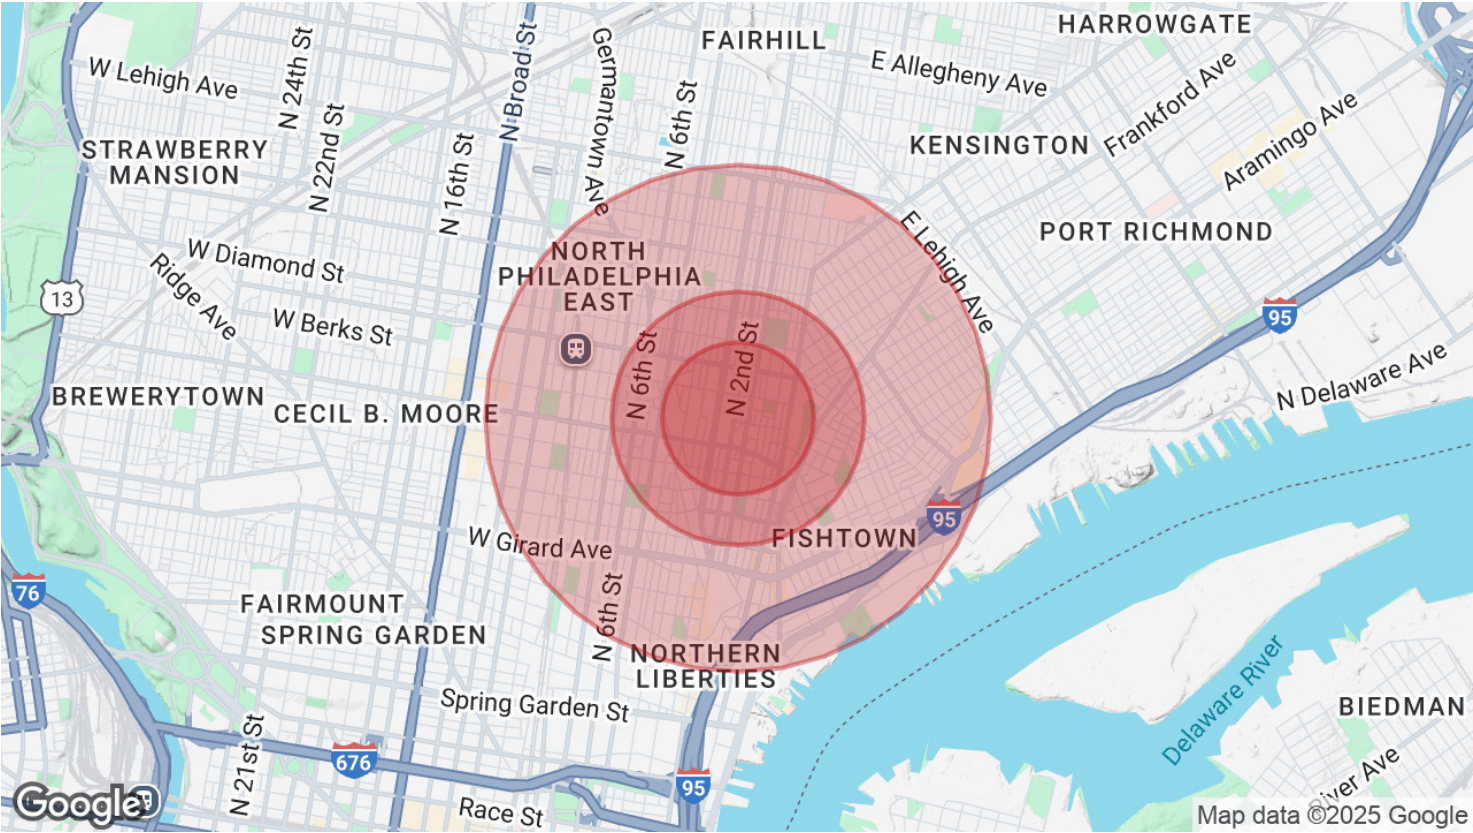 HARROWGATE
FAIRHILL
E Allegheny Ave
W Lehigh Ave
N 24th St
N Broad St
Germantown Ave
N 6th St
Frankford Ave
Aramingo Ave
KENSINGTON
STRAWBERRY
MANSION
N 22nd St
N 16th St
E Lehigh Ave
PORT RICHMOND
NORTH
PHILADELPHIA
EAST
W Diamond St
Ridge Ave
13
W Berks St
95
N 6th St
N 2nd St
N Delaware Ave
BREWERYTOWN
CECIL B. MOORE
95
FISHTOWN
W Girard Ave
76
FAIRMOUNT
SPRING GARDEN
N 6th St
NORTHERN
LIBERTIES
Delaware River
BIEDMAN
Spring Garden St
N 21st St
676
95
River Ave
Race St
Google
Map data ©2025 Google